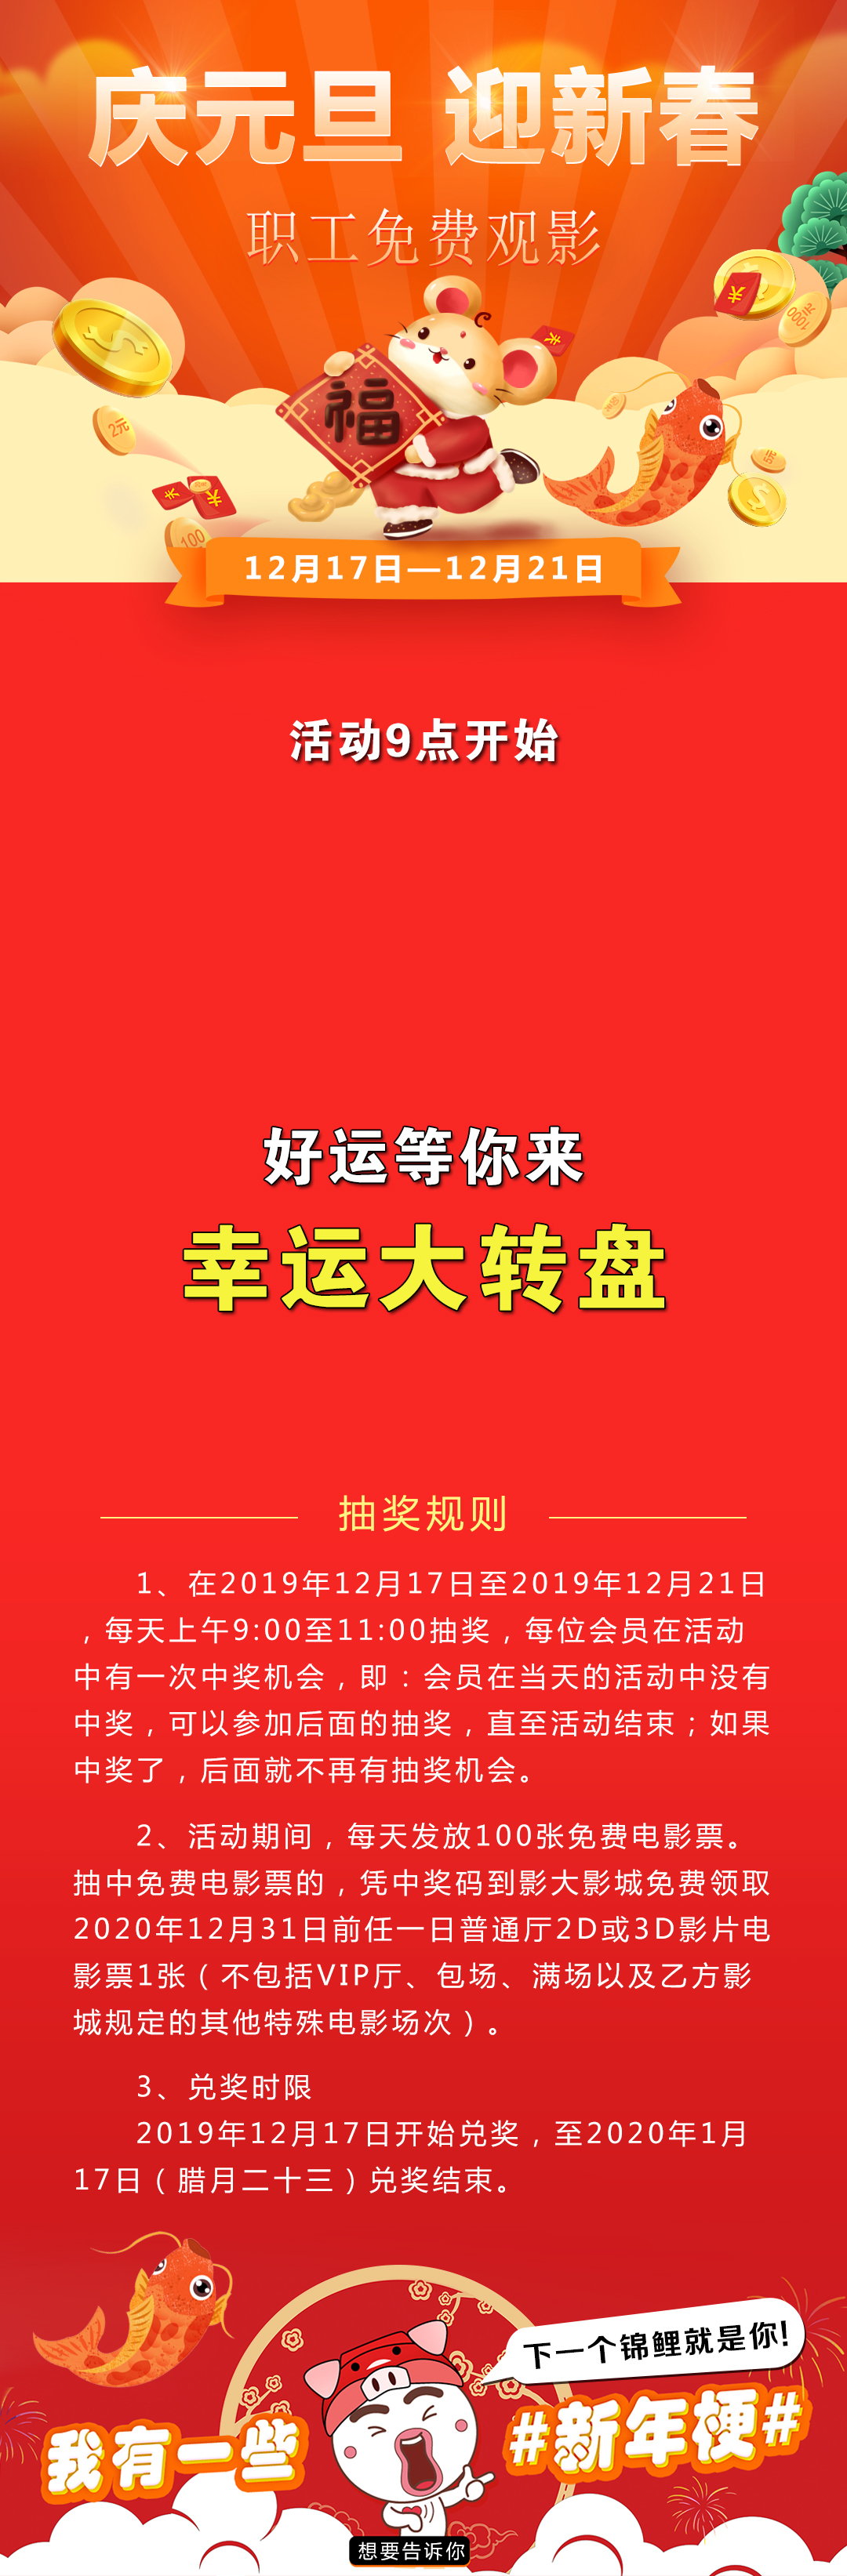 庆元旦 迎新春
职工免费观影
1000元
福
2元
5元
100
12月17日—12月21日
活动9点开始
好运等你来
幸运大转盘
抽奖规则
1、在2019年12月17日至2019年12月21日
，每天上午9:00至11:00抽奖，每位会员在活动
中有一次中奖机会，即：会员在当天的活动中没有
中奖，可以参加后面的抽奖，直至活动结束；如果
中奖了，后面就不再有抽奖机会。
2、活动期间，每天发放100张免费电影票。
抽中免费电影票的，凭中奖码到影大影城免费领取
2020年12月31日前任一日普通厅2D或3D影片电
影票1张（不包括VIP厅、包场、满场以及乙方影
城规定的其他特殊电影场次）。
3、兑奖时限
2019年12月17日开始兑奖，至2020年1月
17日（腊月二十三）兑奖结束。
下一个锦鲤就是你!
我有一些
#新年梗#
想要告诉你